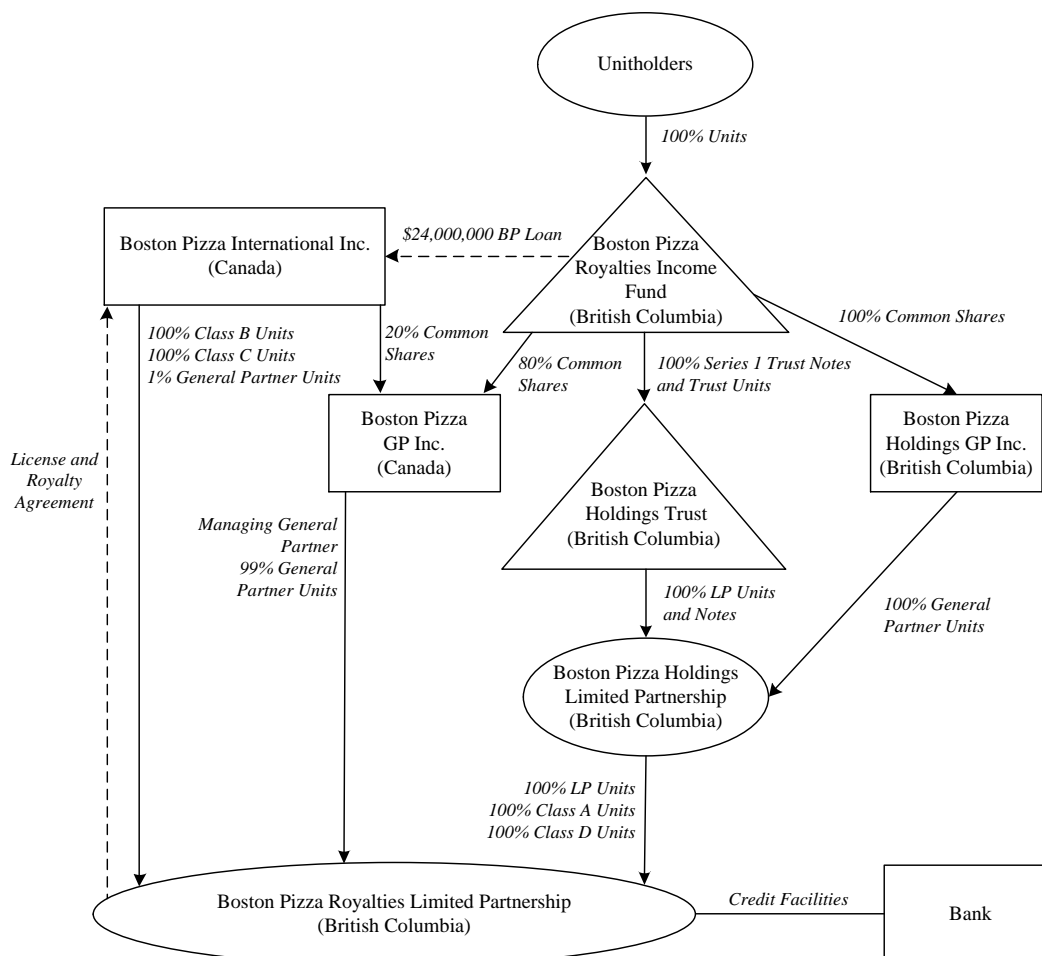 Unitholders
100% Units
Boston Pizza International Inc.
(Canada)
$24,000,000 BP Loan
Boston Pizza
Royalties Income
Fund
(British Columbia)
100% Class B Units
100% Class C Units
1% General Partner Units
20% Common
Shares
80% Common
Shares
100% Series 1 Trust Notes
and Trust Units
100% Common Shares
Boston Pizza
GP Inc.
(Canada)
Boston Pizza
Holdings GP Inc.
(British Columbia)
License and
Royalty
Agreement
Boston Pizza
Holdings Trust
(British Columbia)
Managing General
Partner
99% General
Partner Units
100% LP Units
and Notes
100% General
Partner Units
Boston Pizza Holdings
Limited Partnership
(British Columbia)
100% LP Units
100% Class A Units
100% Class D Units
Boston Pizza Royalties Limited Partnership
(British Columbia)
Credit Facilities
Bank